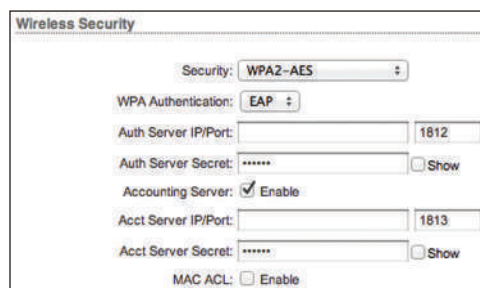 Wireless Security
Security: WPA2-AES
WPA Authentication: EAP
Auth Server IP/Port: 1812
Auth Server Secret: •••••• Show
Accounting Server: Enable
Acct Server IP/Port: 1813
Acct Server Secret: •••••• Show
MAC ACL: Enable